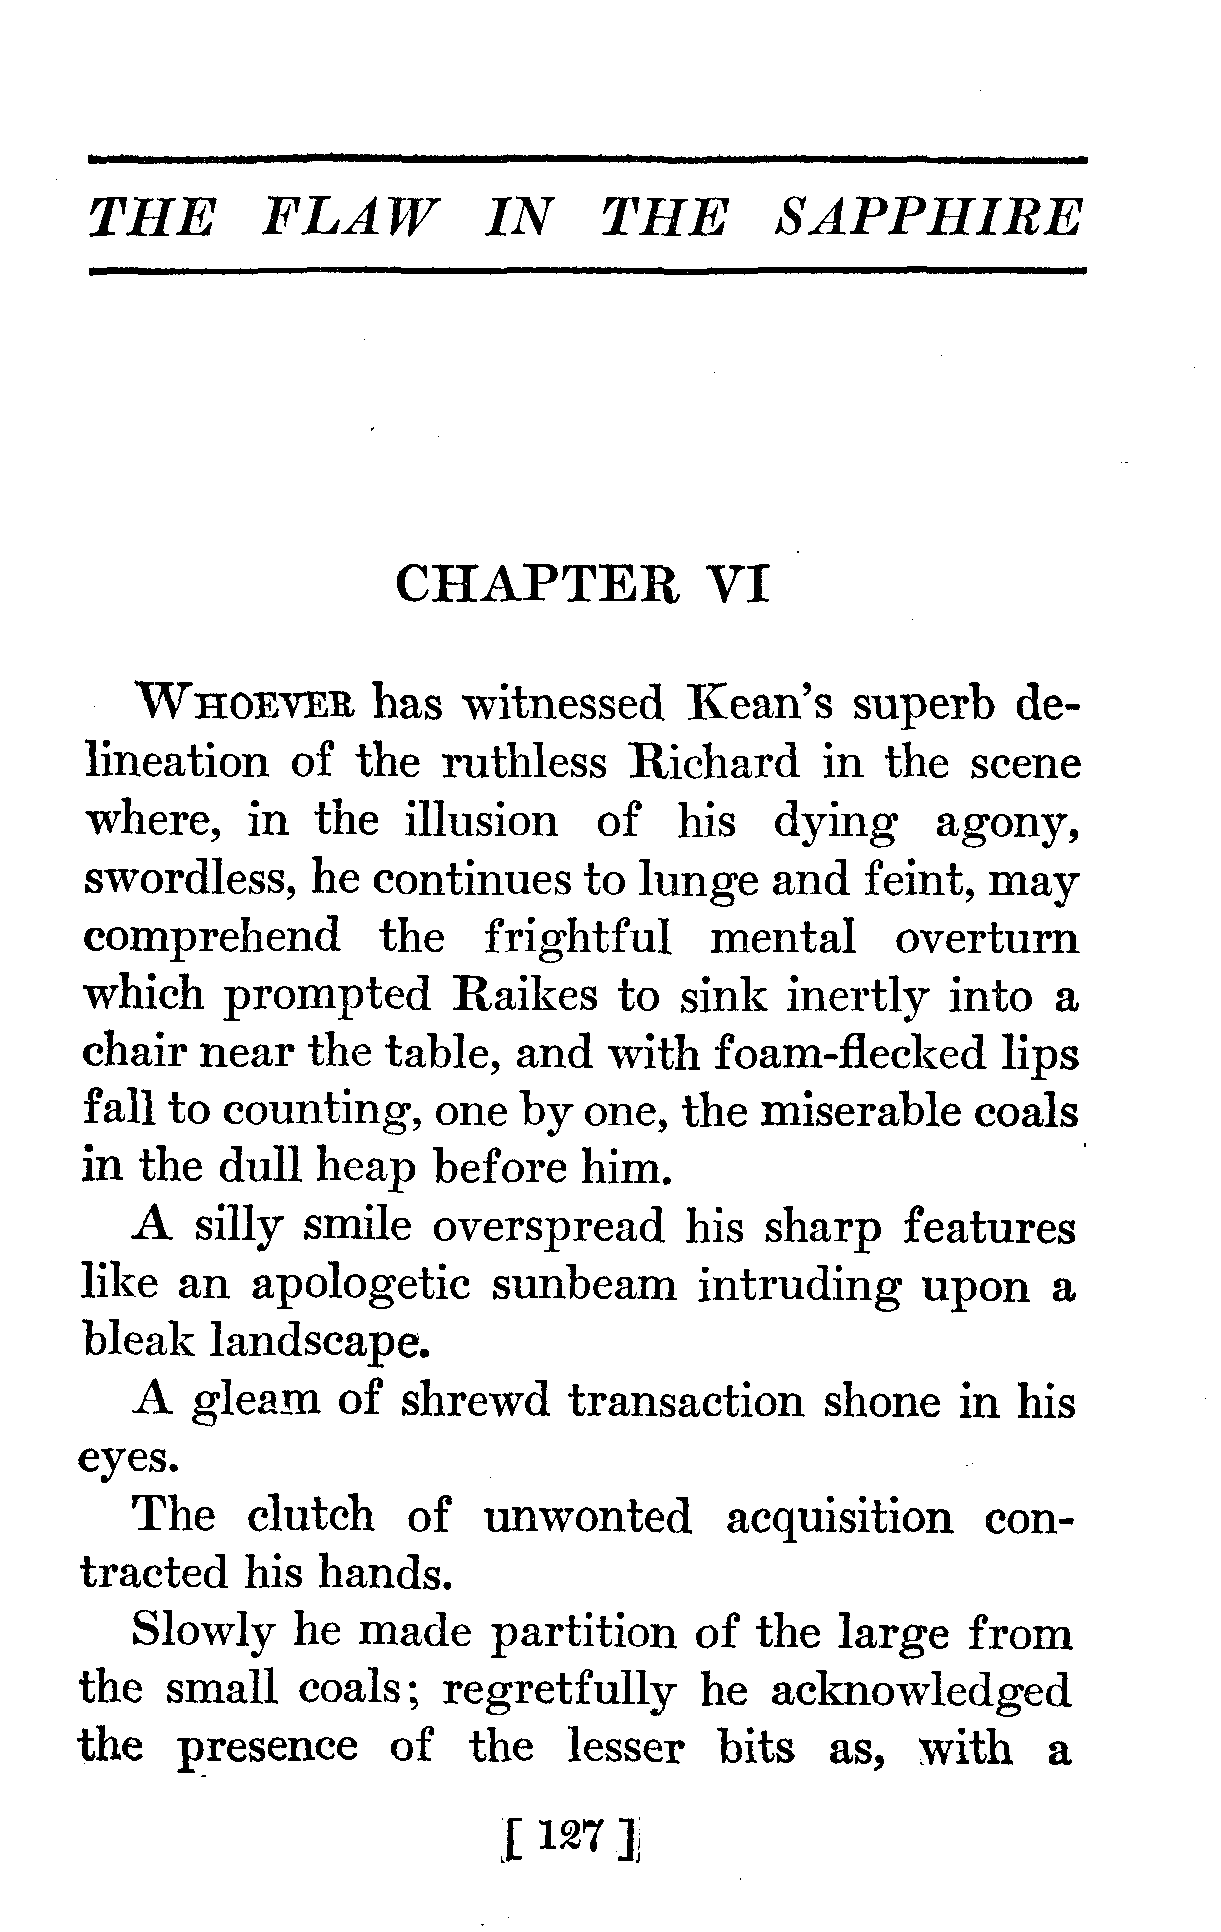 THE FLAW IN THE SAPPHIRE
CHAPTER VI
WHOEVER has witnessed Kean's superb de-
lineation of the ruthless Richard in the scene
where, in the illusion of his dying agony,
swordless, he continues to lunge and feint, may
comprehend the frightful mental overturn
which prompted Raikes to sink inertly into a
chair near the table, and with foam-flecked lips
fall to counting, one by one, the miserable coals
in the dull heap before him.
A silly smile overspread his sharp features
like an apologetic sunbeam intruding upon a
bleak landscape.
A gleam of shrewd transaction shone in his
eyes.
The clutch of unwonted acquisition con-
tracted his hands.
Slowly he made partition of the large from
the small coals; regretfully he acknowledged
the presence of the lesser bits as, with a
[ 127 ]